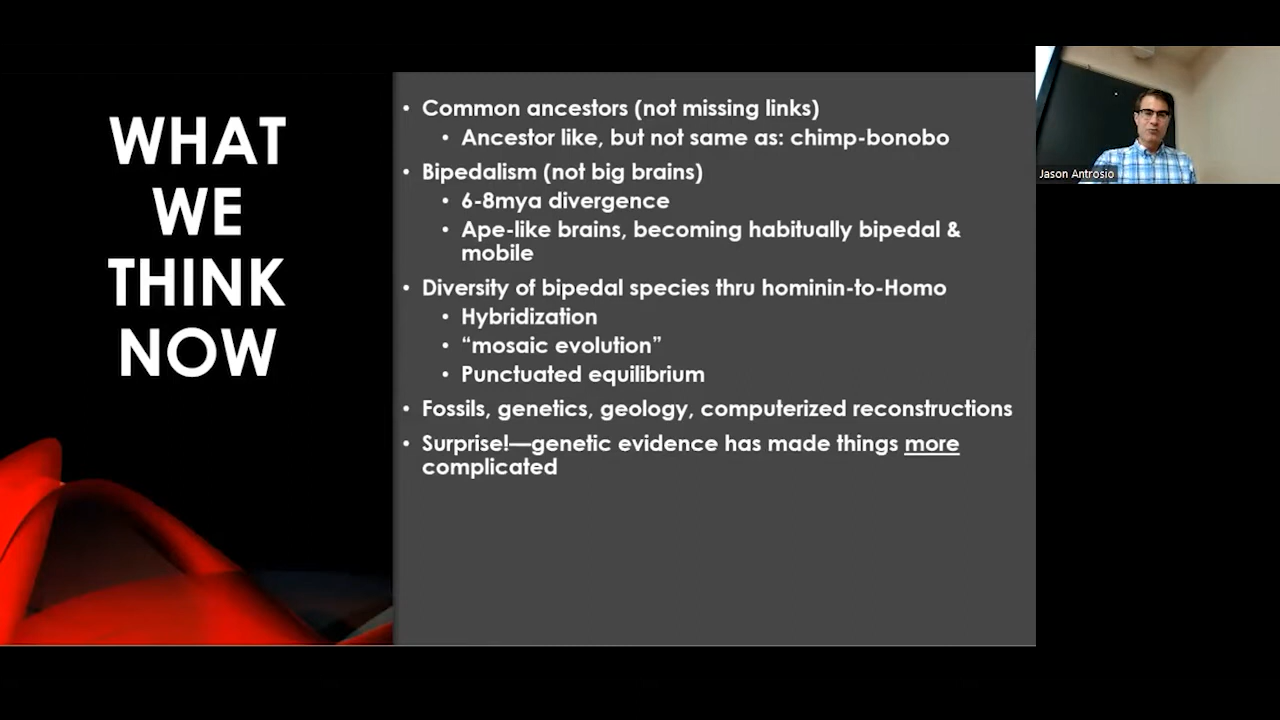 WHAT
WE
THINK
NOW
• Common ancestors (not missing links)
• Ancestor like, but not same as: chimp-bonobo
• Bipedalism (not big brains)
• 6-8mya divergence
• Ape-like brains, becoming habitually bipedal &
mobile
• Diversity of bipedal species thru hominin-to-Homo
• Hybridization
• “mosaic evolution”
• Punctuated equilibrium
• Fossils, genetics, geology, computerized reconstructions
• Surprise!—genetic evidence has made things more
complicated
Jason Antrosio